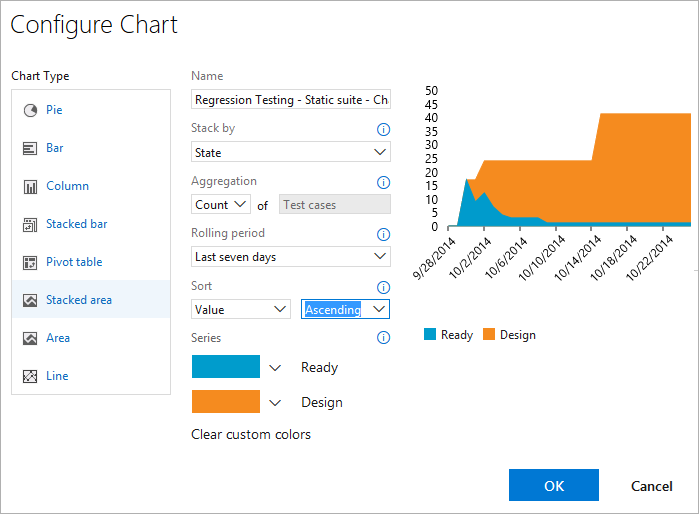 Configure Chart
Chart Type
Pie
Bar
Column
Stacked bar
Pivot table
Stacked area
Area
Line
Name
Regression Testing - Static suite - Cha
Stack by
State
Aggregation
Count of Test cases
Rolling period
Last seven days
Sort
Value Ascending
Series
Ready
Design
Clear custom colors
50
45
40
35
30
25
20
15
10
5
0
9/28/2014 10/2/2014 10/6/2014 10/10/2014 10/14/2014 10/18/2014 10/22/2014
Ready Design
OK Cancel